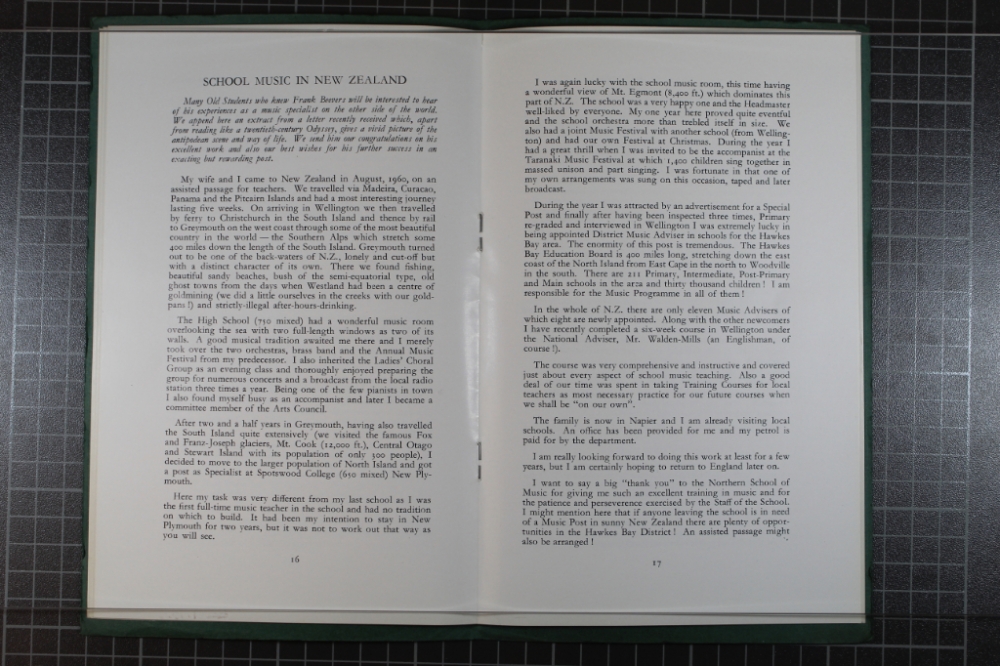 SCHOOL MUSIC IN NEW ZEALAND
Many Old Students who knew Frank Beevers will be interested to hear
of his experiences as a music specialist on the other side of the world.
We append here an extract from a letter recently received which, apart
from reading like a twentieth-century Odyssey, gives a vivid picture of the
antipodean scene and way of life. We send him our congratulations on his
excellent work and also our best wishes for his further success in an
exacting but rewarding post.
My wife and I came to New Zealand in August, 1960, on an
assisted passage for teachers. We travelled via Madeira, Curacao,
Panama and the Pitcairn Islands and had a most interesting journey
lasting five weeks. On arriving in Wellington we then travelled
by ferry to Christchurch in the South Island and thence by rail
to Greymouth on the west coast through some of the most beautiful
country in the world — the Southern Alps which stretch some
400 miles down the length of the South Island. Greymouth turned
out to be one of the back-waters of N.Z., lonely and cut-off but
with a distinct character of its own. There we found fishing,
beautiful sandy beaches, bush of the semi-equatorial type, old
ghost towns from the days when Westland had been a centre of
goldmining (we did a little ourselves in the creeks with our gold-
pans !) and strictly-illegal after-hours-drinking.
The High School (750 mixed) had a wonderful music room
overlooking the sea with two full-length windows as two of its
walls. A good musical tradition awaited me there and I merely
took over the two orchestras, brass band and the Annual Music
Festival from my predecessor. I also inherited the Ladies' Choral
Group as an evening class and thoroughly enjoyed preparing the
group for numerous concerts and a broadcast from the local radio
station three times a year. Being one of the few pianists in town
I also found myself busy as an accompanist and later I became a
committee member of the Arts Council.
After two and a half years in Greymouth, having also travelled
the South Island quite extensively (we visited the famous Fox
and Franz-Joseph glaciers, Mt. Cook (12,000 ft.), Central Otago
and Stewart Island with its population of only 300 people), I
decided to move to the larger population of North Island and got
a post as Specialist at Spotswood College (650 mixed) New Ply-
mouth.
Here my task was very different from my last school as I was
the first full-time music teacher in the school and had no tradition
on which to build. It had been my intention to stay in New
Plymouth for two years, but it was not to work out that way as
you will see.
16
I was again lucky with the school music room, this time having
a wonderful view of Mt. Egmont (8,400 ft.) which dominates this
part of N.Z. The school was a very happy one and the Headmaster
well-liked by everyone. My one year here proved quite eventful
and the school orchestra more than trebled itself in size. We
also had a joint Music Festival with another school (from Welling-
ton) and had our own Festival at Christmas. During the year I
had a great thrill when I was invited to be the accompanist at the
Taranaki Music Festival at which 1,400 children sing together in
massed unison and part singing. I was fortunate in that one of
my own arrangements was sung on this occasion, taped and later
broadcast.
During the year I was attracted by an advertisement for a Special
Post and finally after having been inspected three times, Primary
re-graded and interviewed in Wellington I was extremely lucky in
being appointed District Music Adviser in schools for the Hawkes
Bay area. The enormity of this post is tremendous. The Hawkes
Bay Education Board is 400 miles long, stretching down the east
coast of North Island from East Cape in the north to Woodville
in the south. There are 211 Primary, Intermediate, Post-Primary
and Main schools in the area and thirty thousand children ! I am
responsible for the Music Programme in all of them !
In the whole of N.Z. there are only eleven Music Advisers of
which eight are newly appointed. Along with the other newcomers
I have recently completed a six-week course in Wellington under
the National Adviser, Mr. Walden-Mills (an Englishman, of
course !).
The course was very comprehensive and instructive and covered
just about every aspect of school music teaching. Also a good
deal of our time was spent in taking Training Courses for local
teachers as most necessary practice for our future courses when
we shall be "on our own".
The family is now in Napier and I am already visiting local
schools. An office has been provided for me and my petrol is
paid for by the department.
I am really looking forward to doing this work at least for a few
years, but I am certainly hoping to return to England later on.
I want to say a big "thank you" to the Northern School of
Music for giving me such an excellent training in music and for
the patience and perseverence exercised by the Staff of the School.
I might mention here that if anyone leaving the school is in need
of a Music Post in sunny New Zealand there are plenty of oppor-
tunities in the Hawkes Bay District ! An assisted passage might
also be arranged !
17